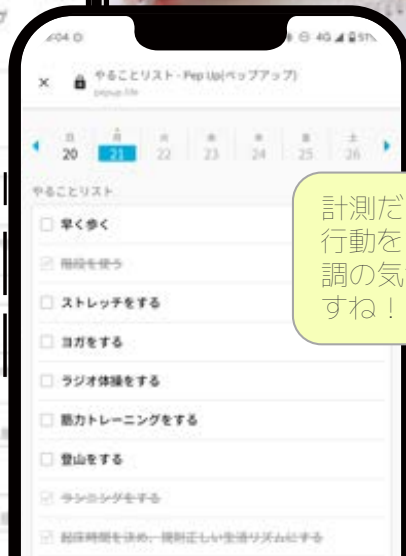 やることリスト - Pep Up(ペップアップ)
pepup.life
日 月 火 水 木 金 土
20 21 22 23 24 25 26
やることリスト
早く歩く
階段を使う
ストレッチをする
ヨガをする
ラジオ体操をする
筋力トレーニングをする
登山をする
ランニングをする
起床時間を決め、規則正しい生活リズムにする
計測だ
行動を
調の気
すね!